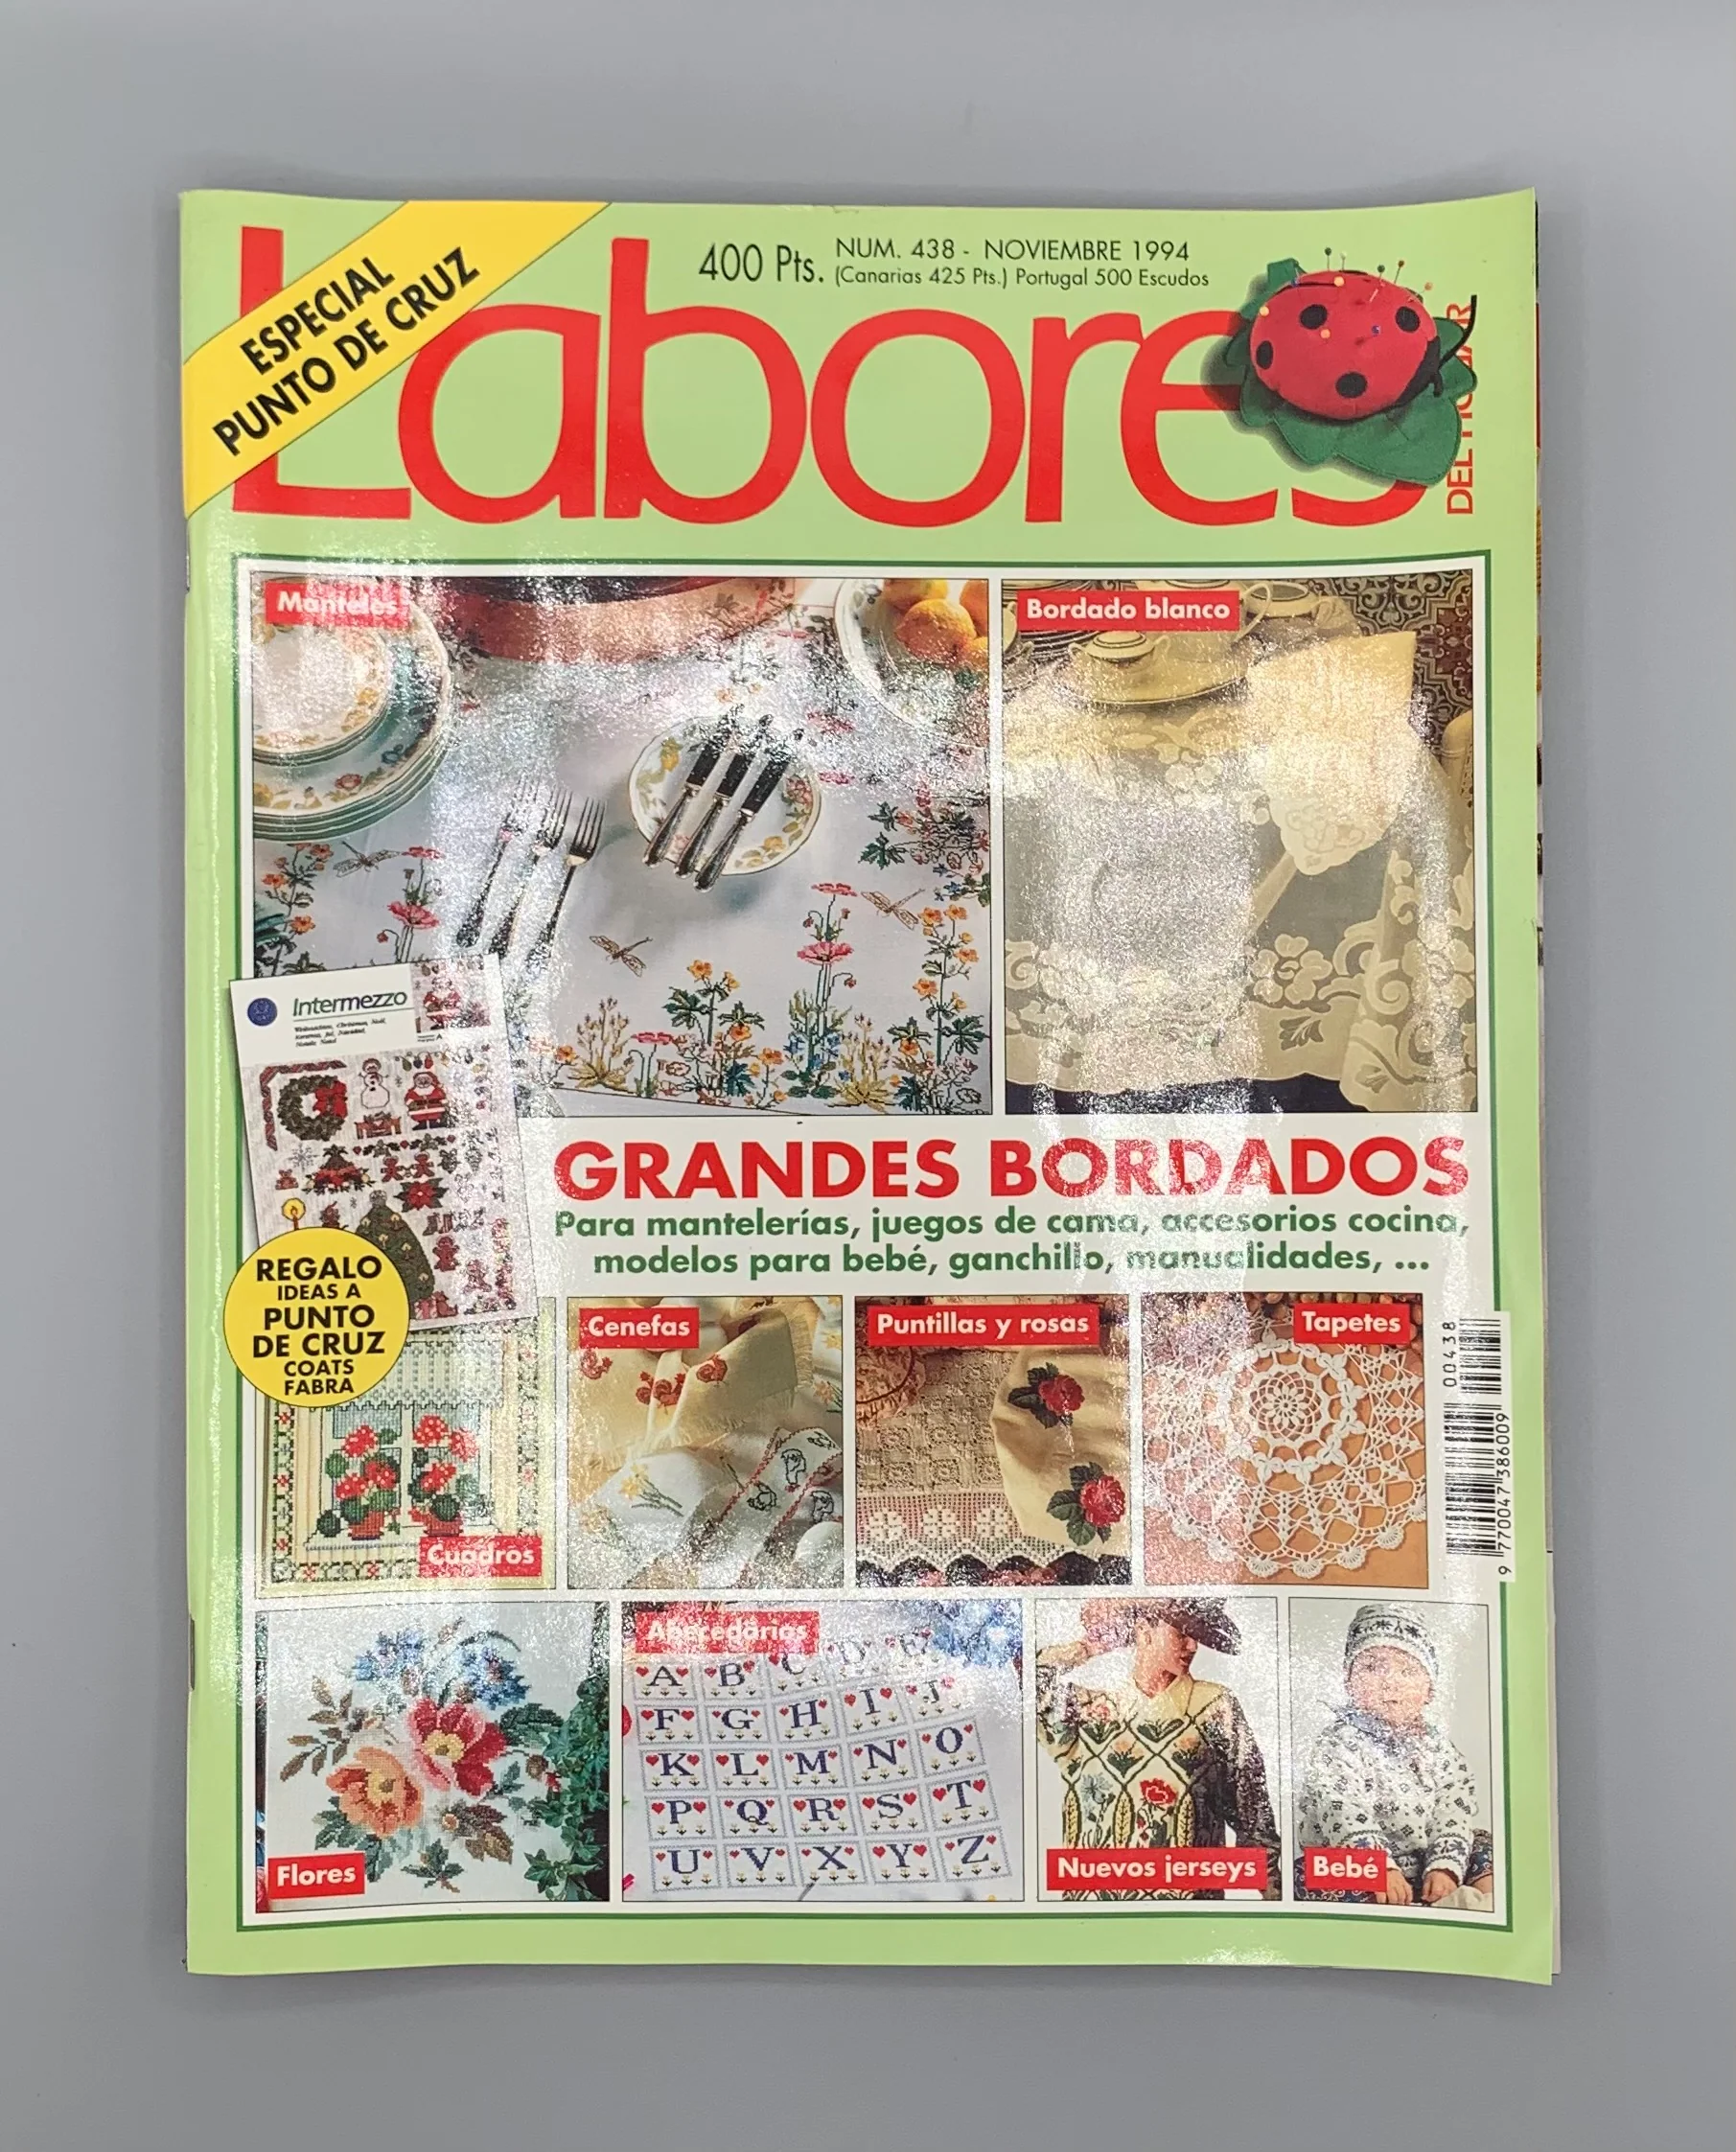 ESPECIAL
PUNTO DE CRUZ
400 Pts.
NUM. 438 - NOVIEMBRE 1994
(Canarias 425 Pts.) Portugal 500 Escudos
Labores
DEL HOGAR
Manteles
Bordado blanco
Intermezzo
GRANDES BORDADOS
Para mantelerías, juegos de cama, accesorios cocina,
modelos para bebé, ganchillo, manualidades, ...
REGALO
IDEAS A
PUNTO
DE CRUZ
COATS
FABRA
Cuadros
Cenefas
Puntillas y rosas
Tapetes
00438
9 770047 386009
Flores
Abecedarios
A B C D E
F G H I J
K L M N O
P Q R S T
U V X Y Z
Nuevos jerseys
Bebé